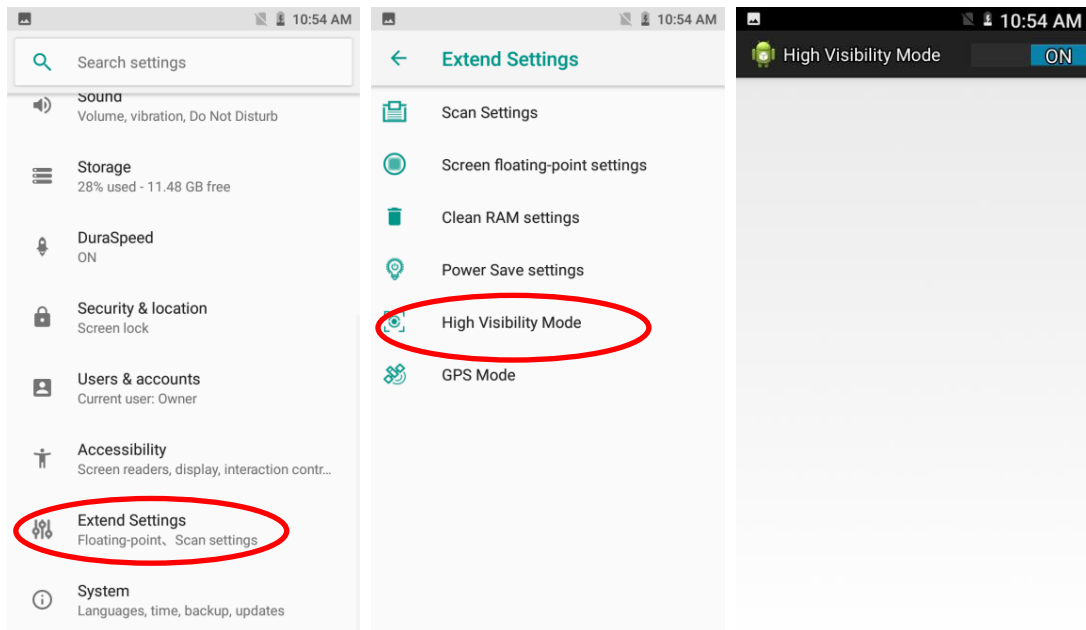 10:54 AM
Search settings
Sound
Volume, vibration, Do Not Disturb
Storage
28% used - 11.48 GB free
DuraSpeed
ON
Security & location
Screen lock
Users & accounts
Current user: Owner
Accessibility
Screen readers, display, interaction contr...
Extend Settings
Floating-point、Scan settings
System
Languages, time, backup, updates
10:54 AM
Extend Settings
Scan Settings
Screen floating-point settings
Clean RAM settings
Power Save settings
High Visibility Mode
GPS Mode
10:54 AM
High Visibility Mode
ON